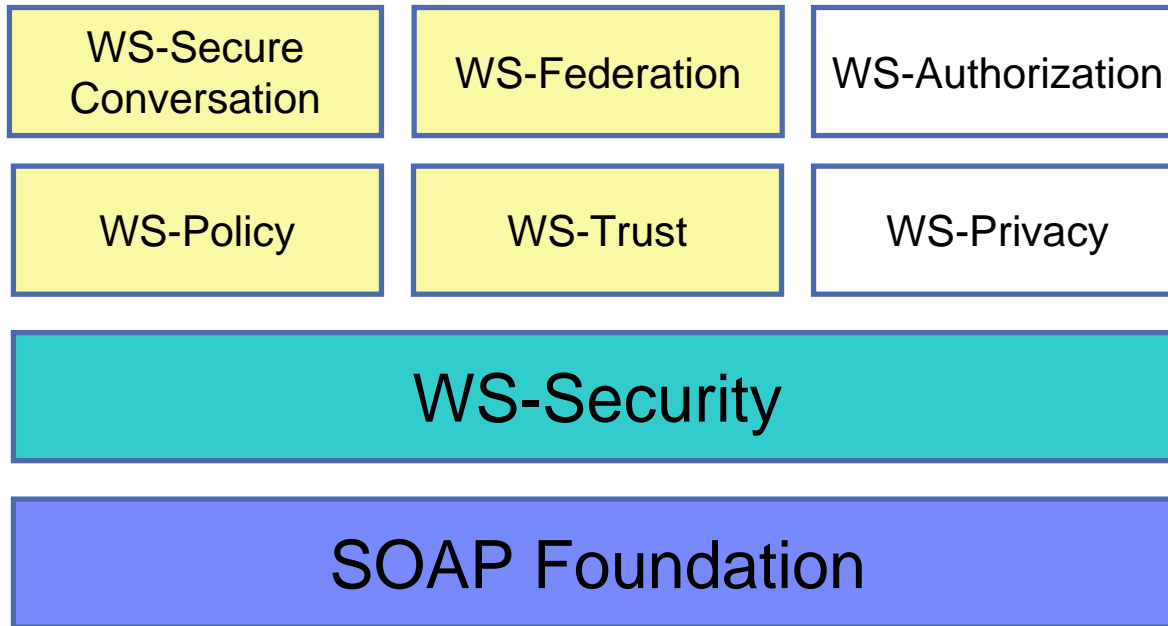 WS-Secure
Conversation
WS-Federation
WS-Authorization
WS-Policy
WS-Trust
WS-Privacy
WS-Security
SOAP Foundation